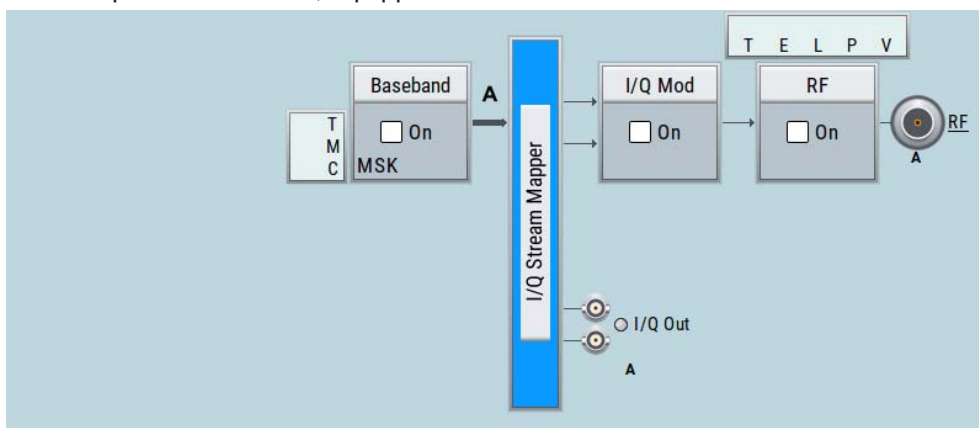 T E L P V
Baseband
A
I/Q Mod
RF
T
M
C
On
MSK
On
On
RF
A
I/Q Stream Mapper
I/Q Out
A